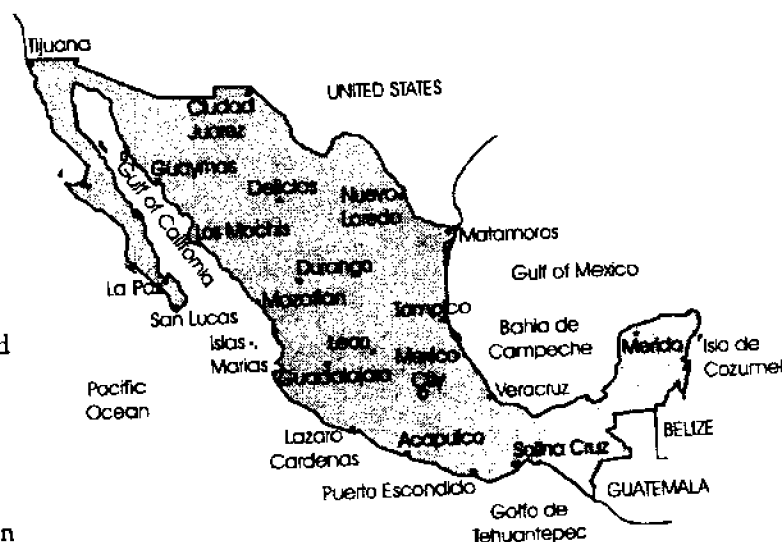 Tijuana
UNITED STATES
Ciudad
Juarez
Guaymas
Delicias
Nuevo
Laredo
Gulf of California
Los Mochis
Matamoros
Durango
Gulf of Mexico
La Paz
Mazatlan
San Lucas
Tampico
Bahia de
Campeche
Islas
Marias
Leon
Mexico
City
Merida
Isla de
Cozumel
Guadalajara
Veracruz
Pacific
Ocean
Lazaro
Cardenas
Acapulco
Salina Cruz
BELIZE
Puerto Escondido
GUATEMALA
Golfo de
Tehuantepec